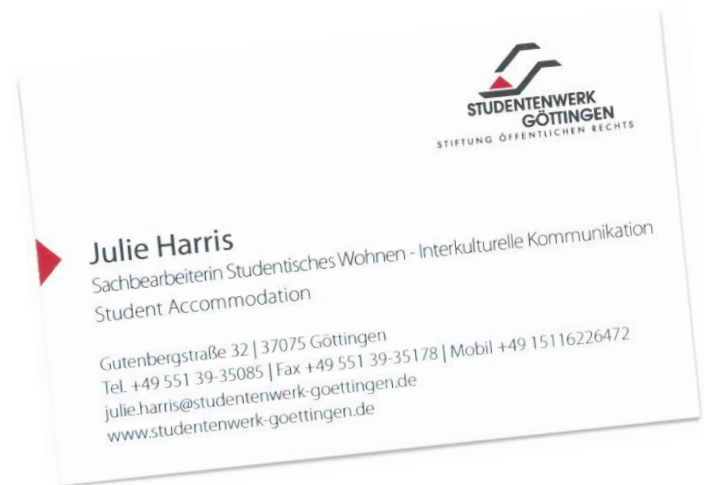 STUDENTENWERK
GÖTTINGEN
STIFTUNG ÖFFENTLICHEN RECHTS
Julie Harris
Sachbearbeiterin Studentisches Wohnen - Interkulturelle Kommunikation
Student Accommodation
Gutenbergstraße 32 | 37075 Göttingen
Tel. +49 551 39-35085 | Fax +49 551 39-35178 | Mobil +49 15116226472
julie.harris@studentenwerk-goettingen.de
www.studentenwerk-goettingen.de